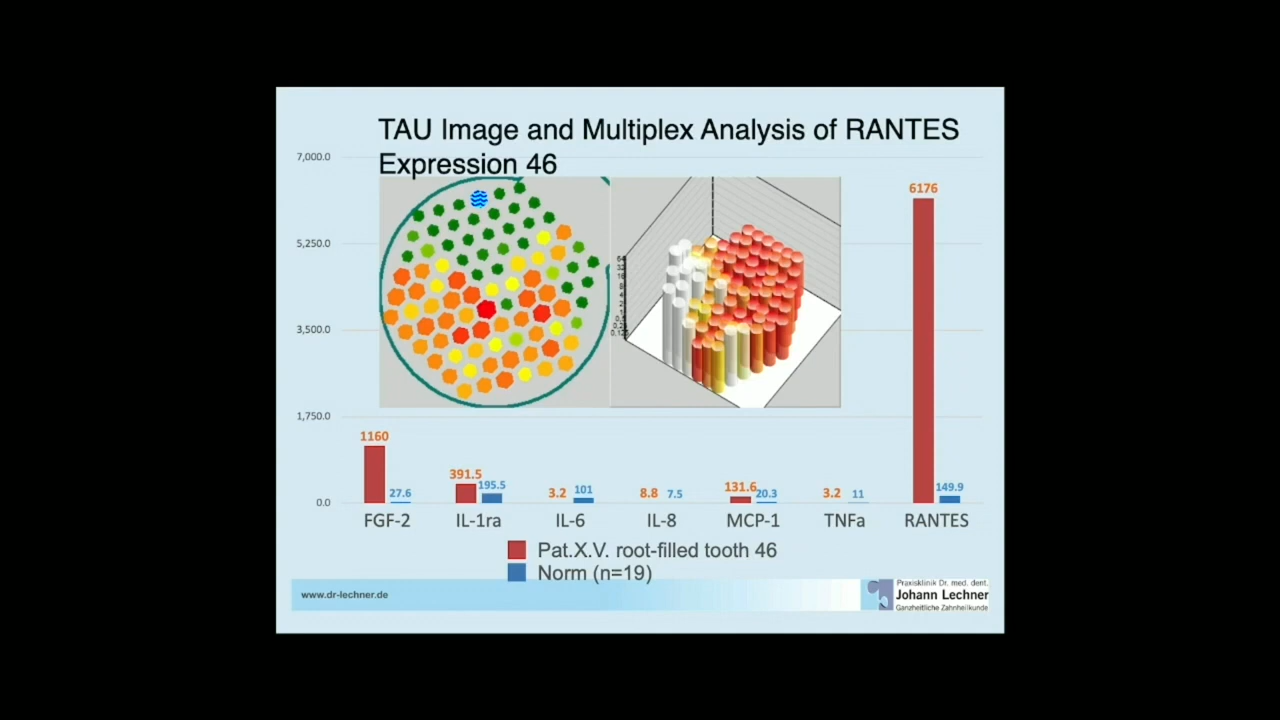 TAU Image and Multiplex Analysis of RANTES
Expression 46
7,000.0
5,250.0
3,500.0
1,750.0
0.0
1160
27.6
391.5
195.5
3.2
101
8.8
7.5
131.6
20.3
3.2
11
6176
149.9
FGF-2
IL-1ra
IL-6
IL-8
MCP-1
TNFa
RANTES
Pat.X.V. root-filled tooth 46
Norm (n=19)
www.dr-lechner.de
Praxisklinik Dr. med. dent.
Johann Lechner
Ganzheitliche Zahnheilkunde